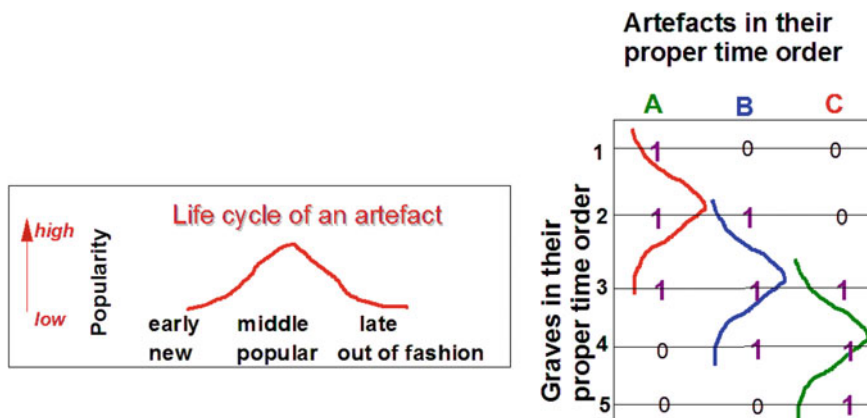 Life cycle of an artefact
high
low
Popularity
early middle late
new popular out of fashion
Artefacts in their
proper time order
A B C
Graves in their
proper time order
1 1 0 0
2 1 1 0
3 1 1 1
4 0 1 1
5 0 0 1